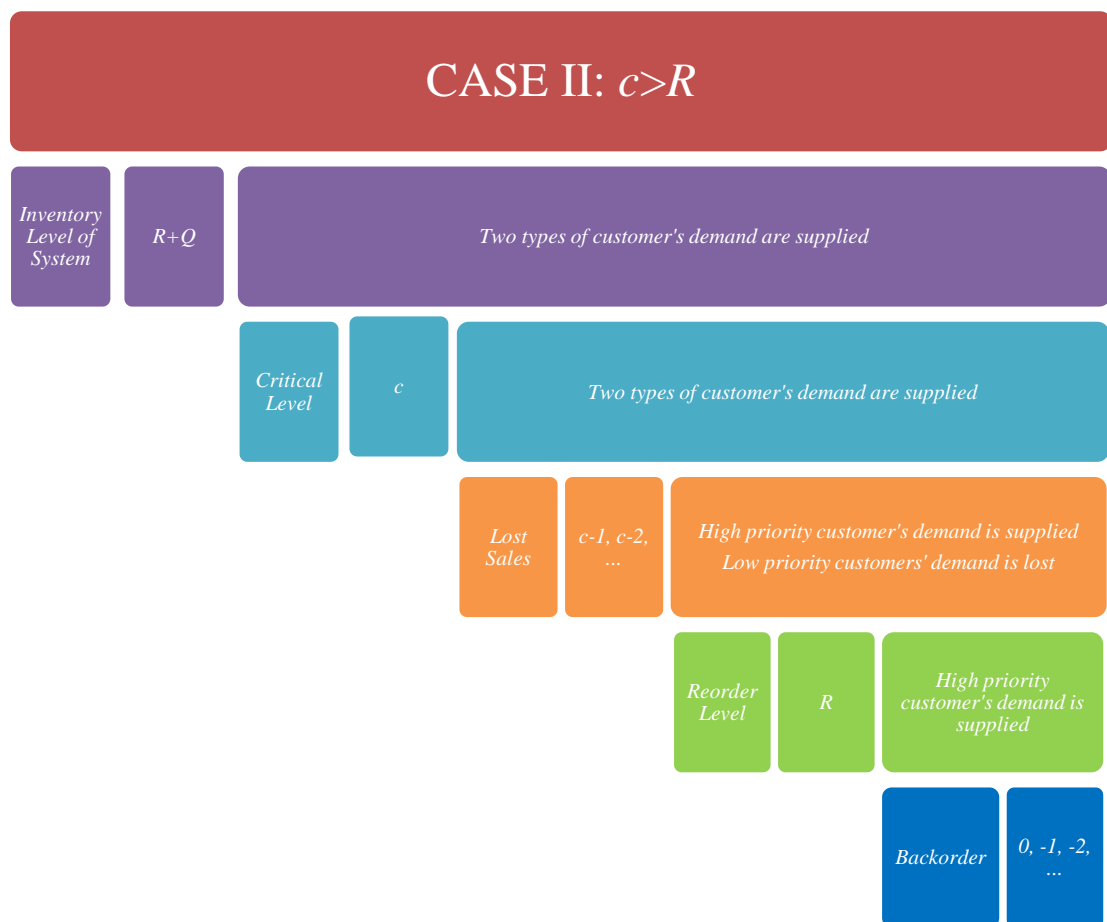 CASE II: c>R
Inventory
Level of
System
R+Q
Two types of customer's demand are supplied
Critical
Level
c
Two types of customer's demand are supplied
Lost
Sales
c-1, c-2,
...
High priority customer's demand is supplied
Low priority customers' demand is lost
Reorder
Level
R
High priority
customer's demand is
supplied
Backorder
0, -1, -2,
...